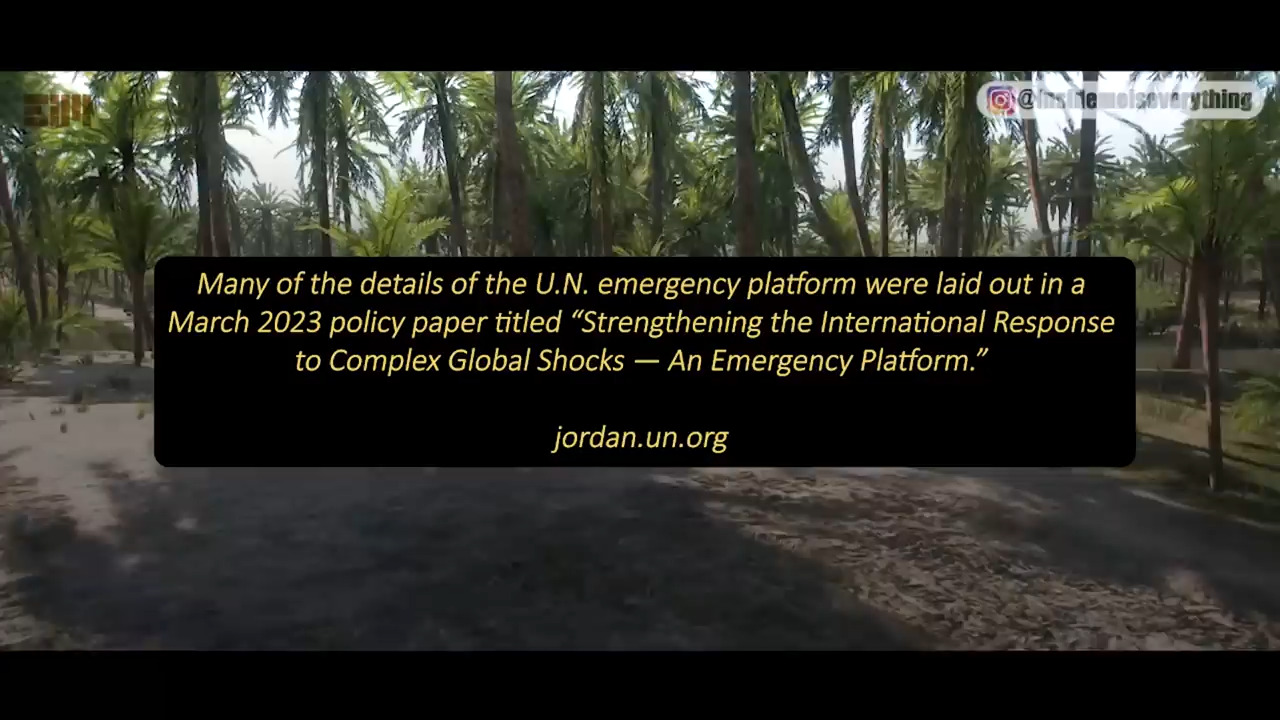 @insidemeiseverything
Many of the details of the U.N. emergency platform were laid out in a
March 2023 policy paper titled “Strengthening the International Response
to Complex Global Shocks — An Emergency Platform.”
jordan.un.org